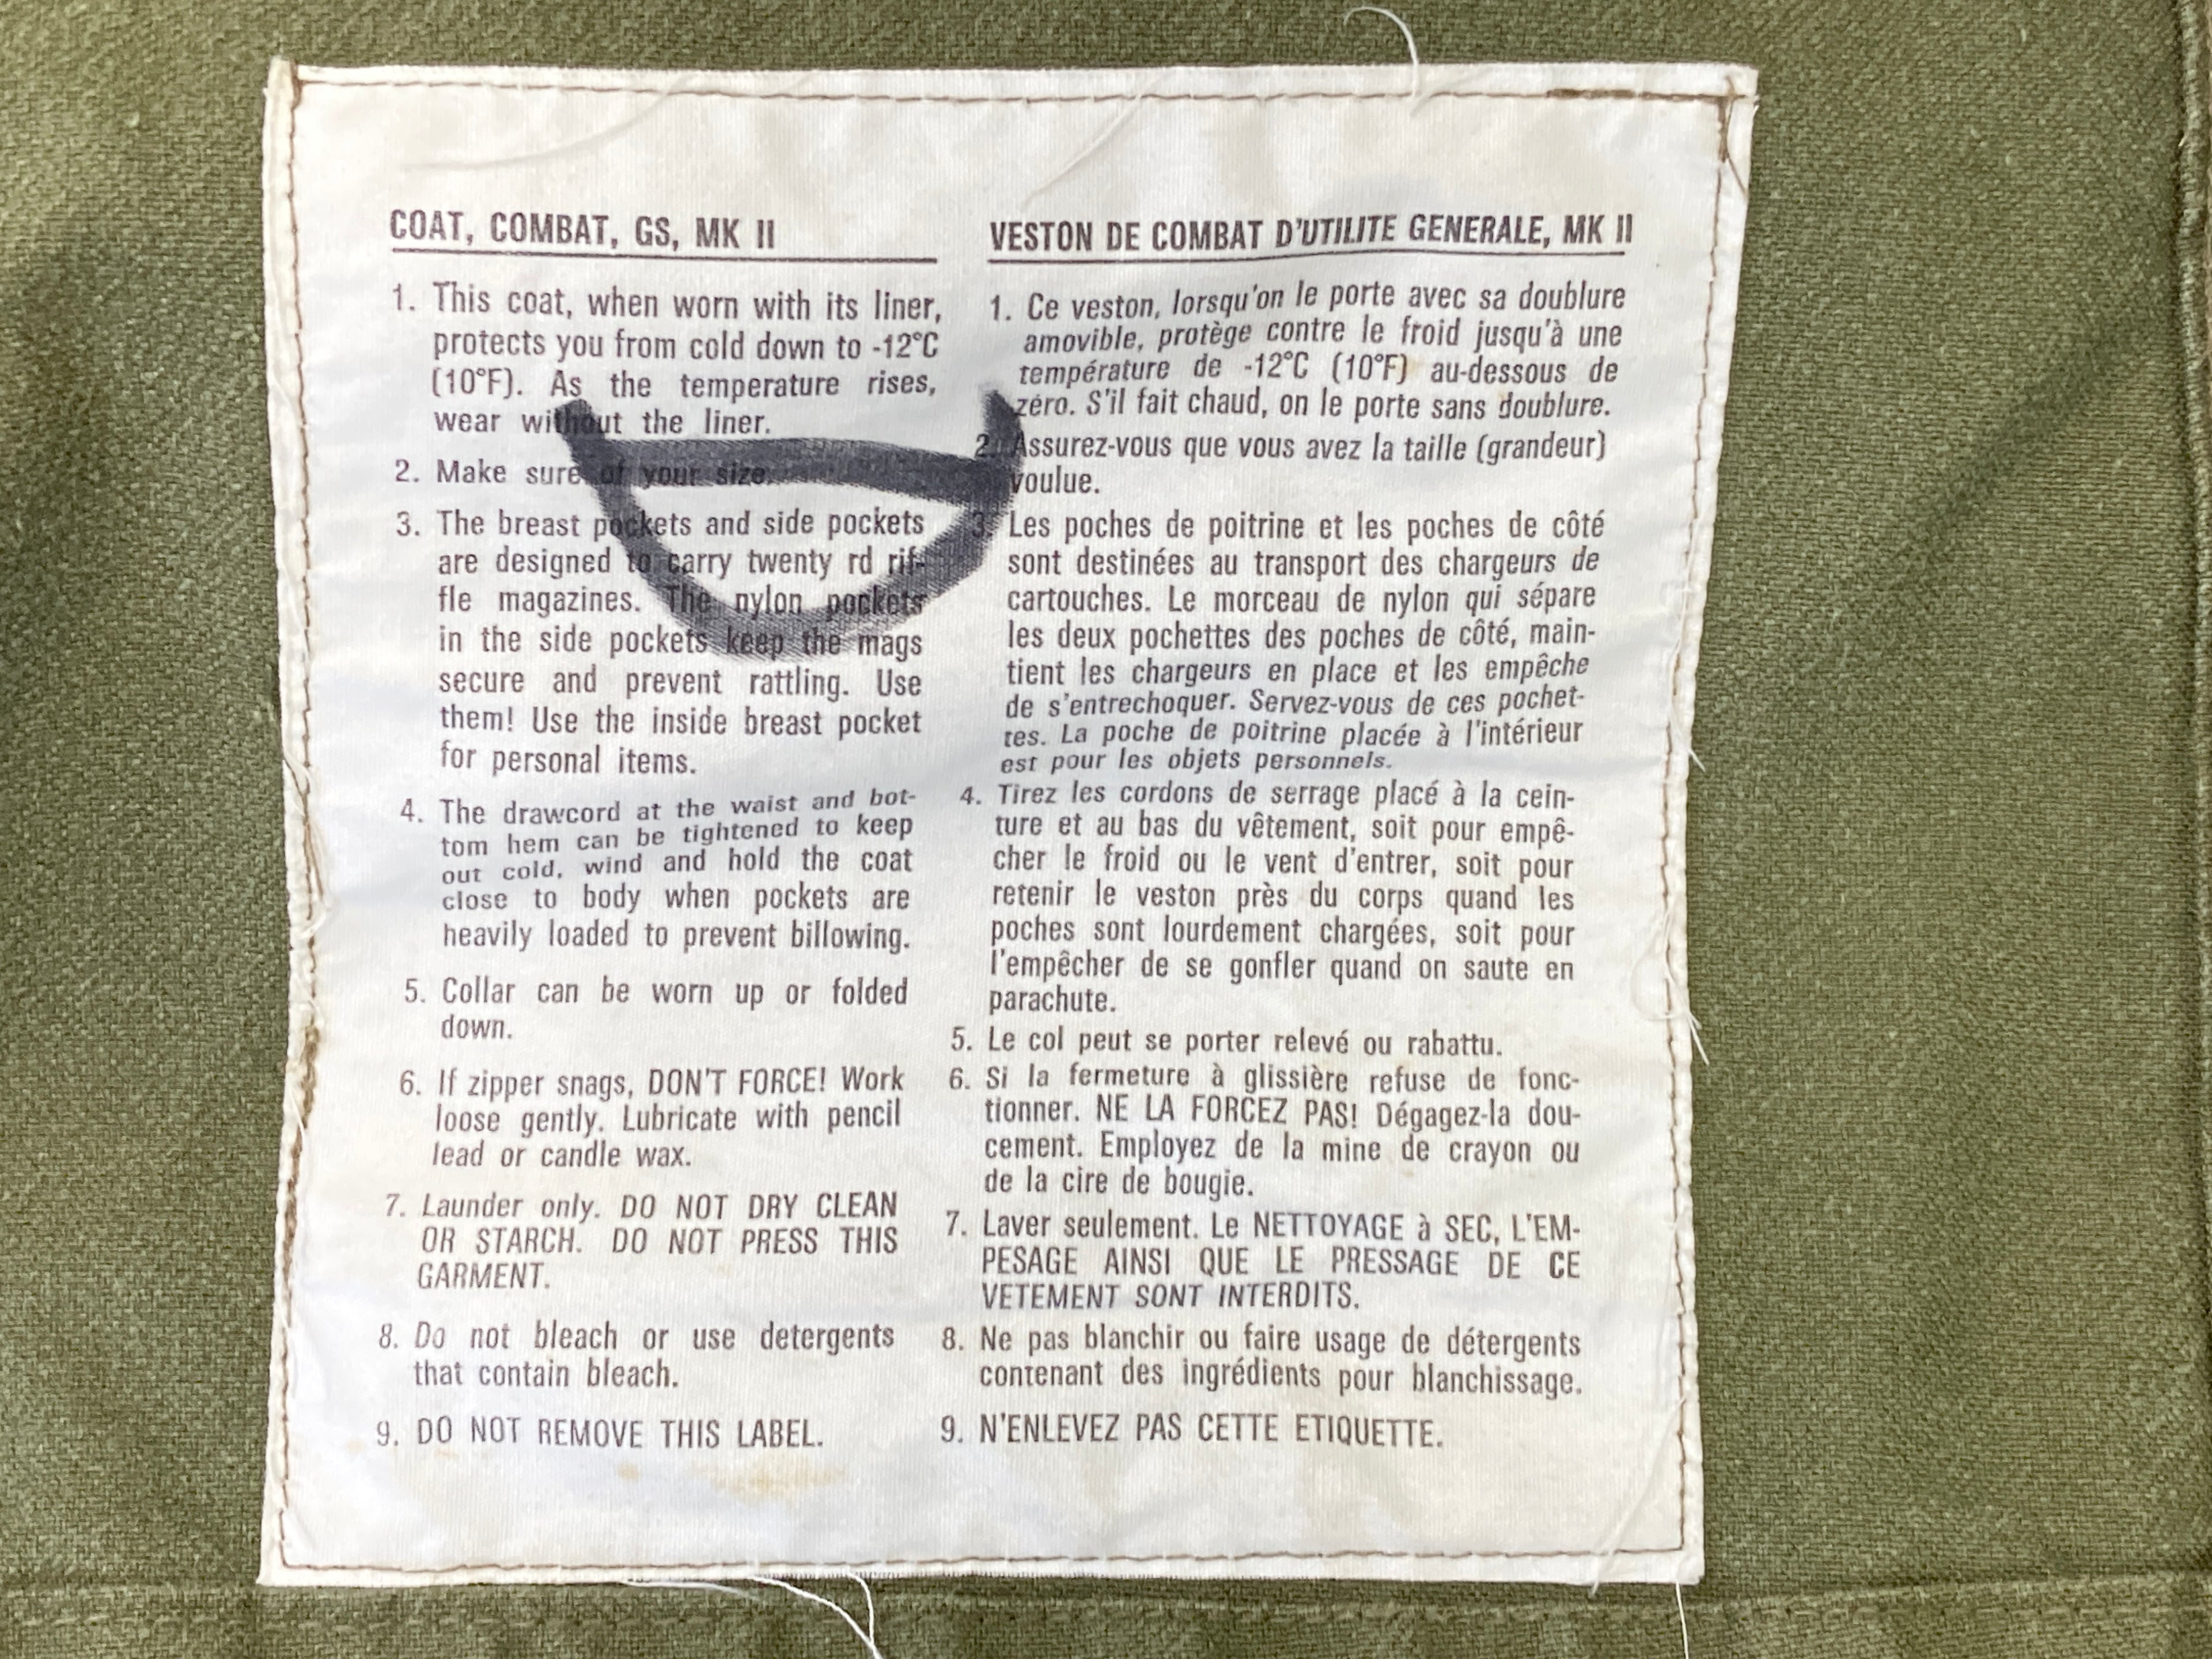 COAT, COMBAT, GS, MK II
1. This coat, when worn with its liner,
protects you from cold down to -12°C
(10°F). As the temperature rises,
wear without the liner.
2. Make sure of your size.
3. The breast pockets and side pockets
are designed to carry twenty rd rif-
fle magazines. The nylon pockets
in the side pockets keep the mags
secure and prevent rattling. Use
them! Use the inside breast pocket
for personal items.
4. The drawcord at the waist and bot-
tom hem can be tightened to keep
out cold, wind and hold the coat
close to body when pockets are
heavily loaded to prevent billowing.
5. Collar can be worn up or folded
down.
6. If zipper snags, DON'T FORCE! Work
loose gently. Lubricate with pencil
lead or candle wax.
7. Launder only. DO NOT DRY CLEAN
OR STARCH. DO NOT PRESS THIS
GARMENT.
8. Do not bleach or use detergents
that contain bleach.
9. DO NOT REMOVE THIS LABEL.
VESTON DE COMBAT D'UTILITE GENERALE, MK II
1. Ce veston, lorsqu'on le porte avec sa doublure
amovible, protège contre le froid jusqu'à une
température de -12°C (10°F) au-dessous de
zéro. S'il fait chaud, on le porte sans doublure.
2. Assurez-vous que vous avez la taille (grandeur)
voulue.
3. Les poches de poitrine et les poches de côté
sont destinées au transport des chargeurs de
cartouches. Le morceau de nylon qui sépare
les deux pochettes des poches de côté, main-
tient les chargeurs en place et les empêche
de s'entrechoquer. Servez-vous de ces pochet-
tes. La poche de poitrine placée à l'intérieur
est pour les objets personnels.
4. Tirez les cordons de serrage placé à la cein-
ture et au bas du vêtement, soit pour empê-
cher le froid ou le vent d'entrer, soit pour
retenir le veston près du corps quand les
poches sont lourdement chargées, soit pour
l'empêcher de se gonfler quand on saute en
parachute.
5. Le col peut se porter relevé ou rabattu.
6. Si la fermeture à glissière refuse de fonc-
tionner. NE LA FORCEZ PAS! Dégagez-la dou-
cement. Employez de la mine de crayon ou
de la cire de bougie.
7. Laver seulement. Le NETTOYAGE à SEC, L'EM-
PESAGE AINSI QUE LE PRESSAGE DE CE
VETEMENT SONT INTERDITS.
8. Ne pas blanchir ou faire usage de détergents
contenant des ingrédients pour blanchissage.
9. N'ENLEVEZ PAS CETTE ETIQUETTE.